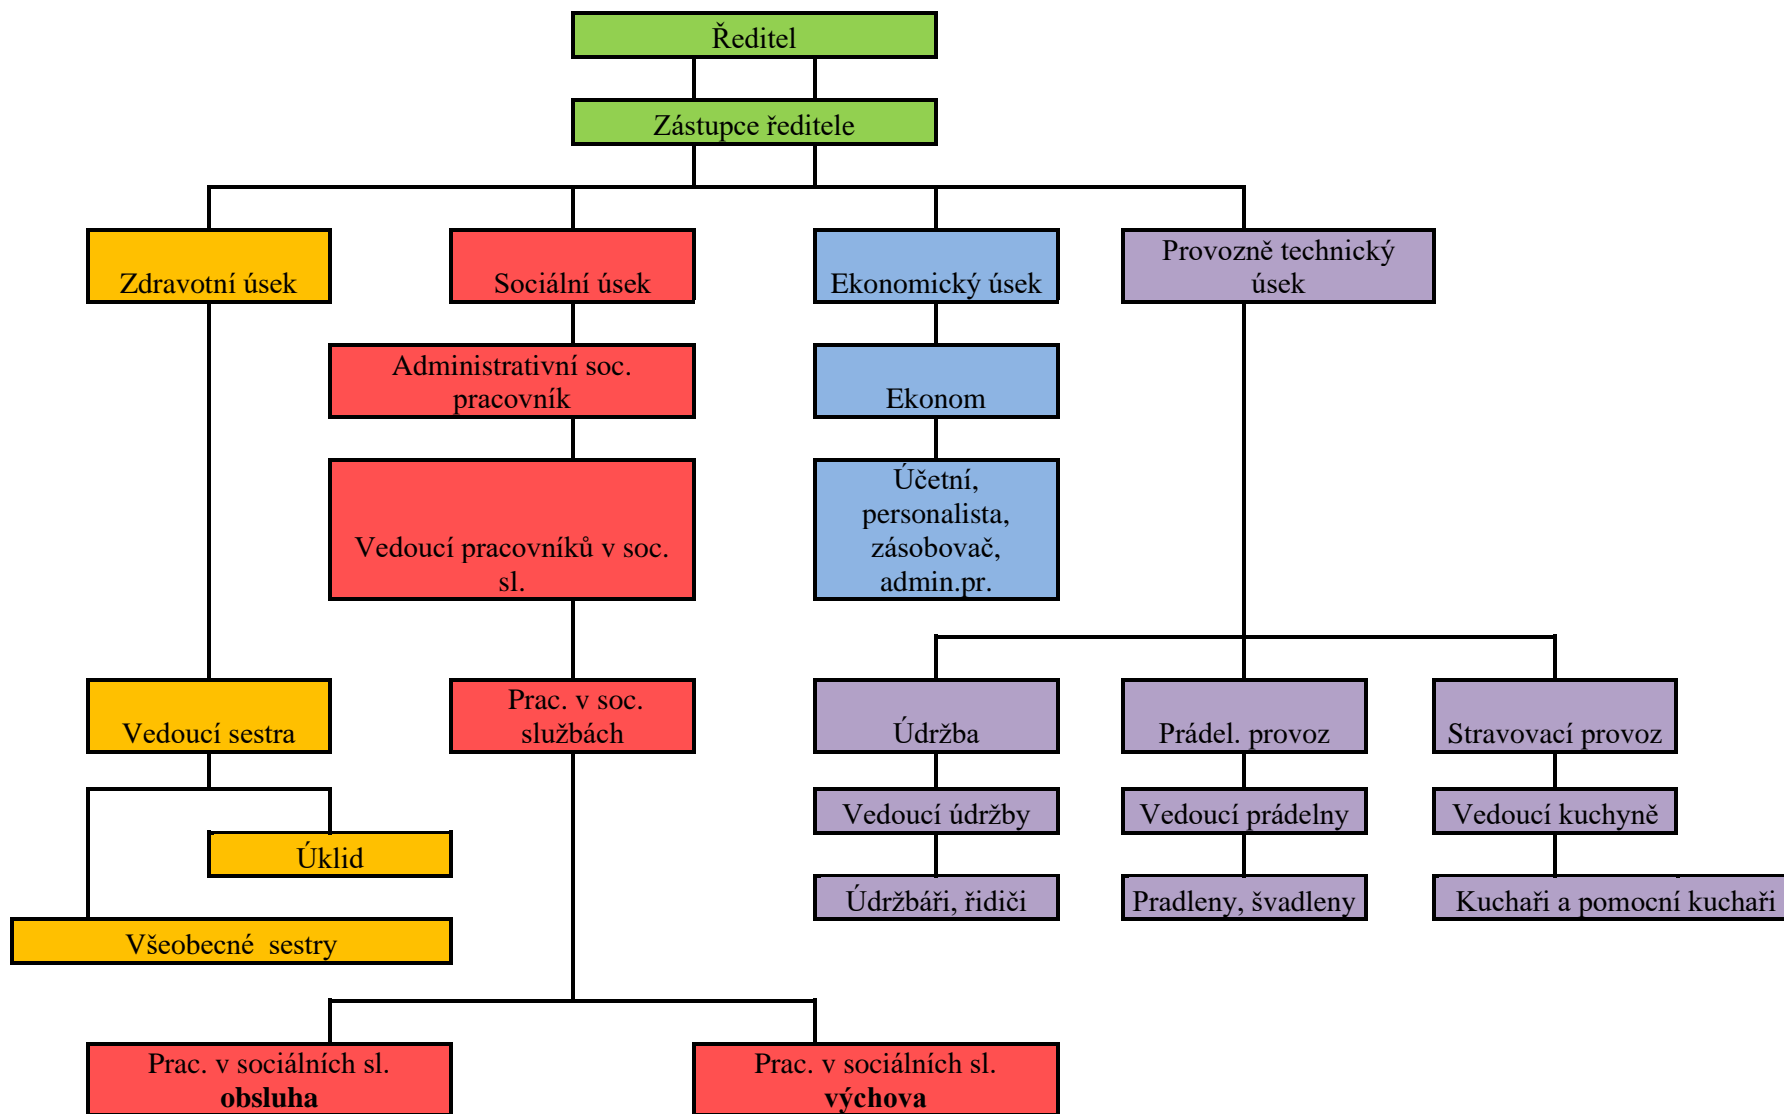 Ředitel
Zástupce ředitele
Zdravotní úsek
Sociální úsek
Ekonomický úsek
Provozně technický
úsek
Administrativní soc.
pracovník
Ekonom
Vedoucí pracovníků v soc.
sl.
Účetní,
personalista,
zásobovač,
admin.pr.
Vedoucí sestra
Prac. v soc.
službách
Údržba
Prádel. provoz
Stravovací provoz
Vedoucí údržby
Vedoucí prádelny
Vedoucí kuchyně
Úklid
Údržbáři, řidiči
Pradleny, švadleny
Kuchaři a pomocní kuchaři
Všeobecné  sestry
Prac. v sociálních sl.
obsluha
Prac. v sociálních sl.
výchova